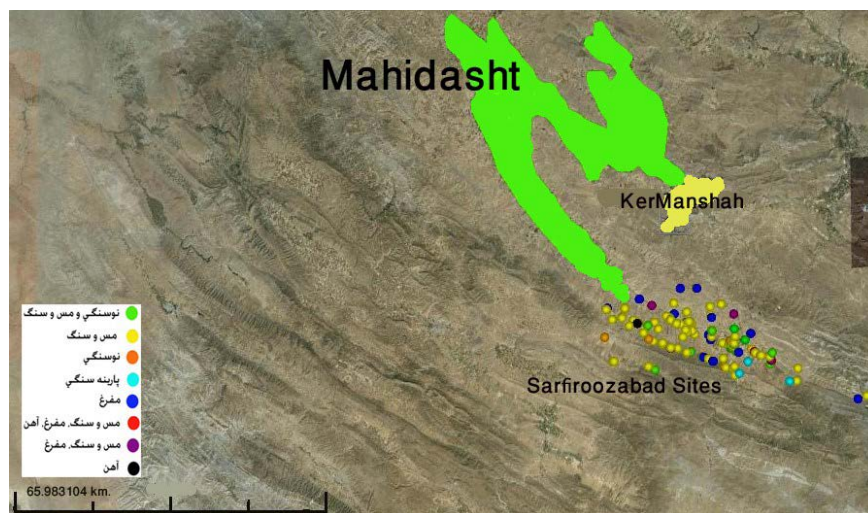 Mahidasht
KerManshah
Sarfiroozabad Sites
نوسنگي و مس و سنگ
مس و سنگ
نوسنگي
پارینه سنگي
مفرغ
مس و سنگ، مفرغ، آهن
مس و سنگ، مفرغ
آهن
65.983104 km.